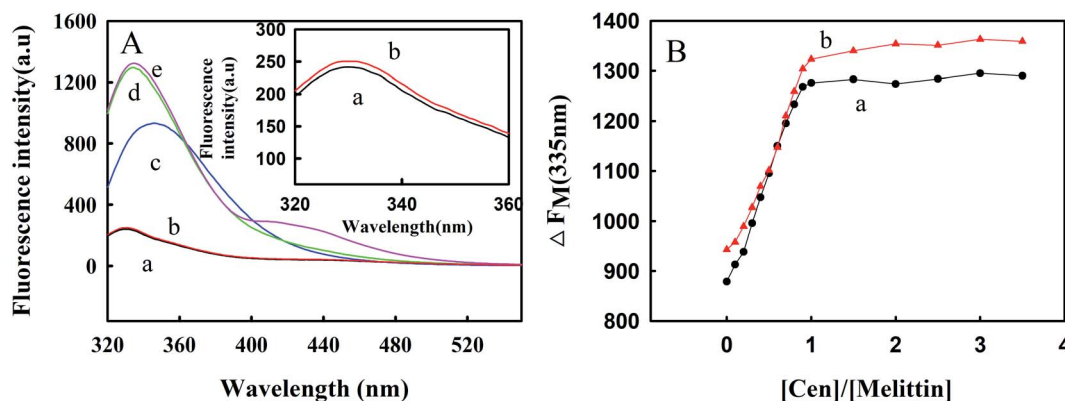 A
Fluorescence intensity(a.u)
1600
1200
800
400
0
e
d
c
b
a
320 360 400 440 480 520
Wavelength (nm)
Fluorescence
intensity(a.u)
300
250
200
150
100
b
a
320 340 360
Wavelength(nm)
B
△ FM(335nm)
1400
1300
1200
1100
1000
900
800
b
a
0 1 2 3 4
[Cen]/[Melittin]